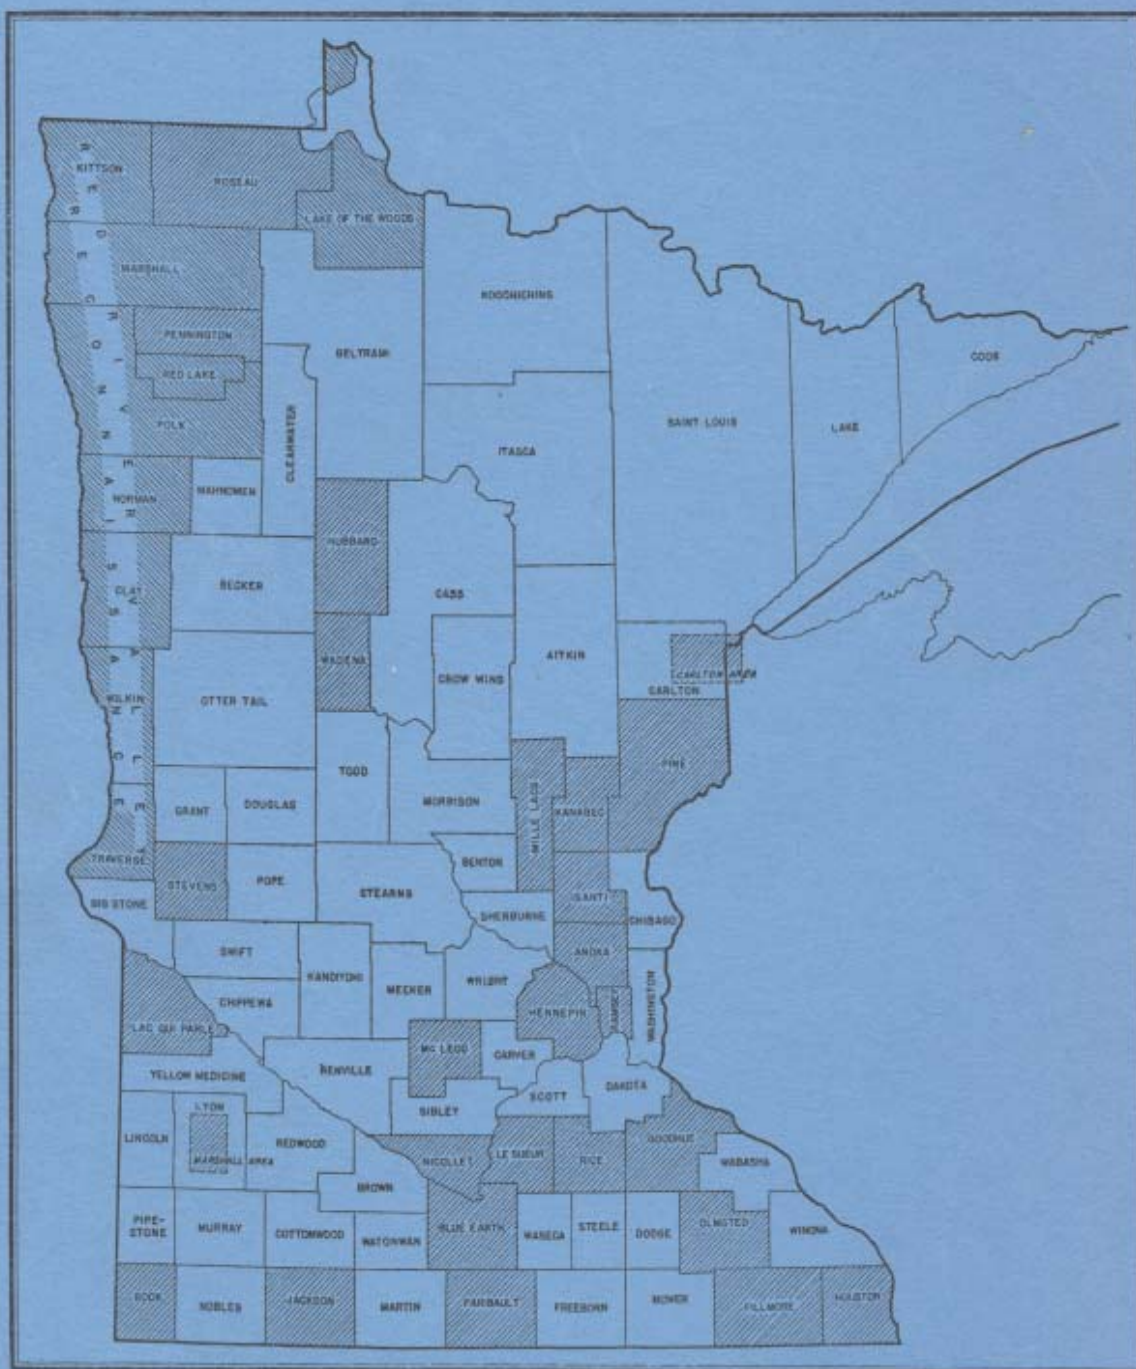 KITTSON
ROSEAU
LAKE OF THE WOODS
MARSHALL
KOOCHICHING
PENNINGTON
BELTRAMI
RED LAKE
COOK
POLK
CLEARWATER
SAINT LOUIS
LAKE
ITASCA
NORMAN
MAHNOMEN
HUBBARD
BECKER
CLAY
CASS
WADENA
AITKIN
CROW WING
CARLTON AREA
CARLTON
WILKIN
OTTER TAIL
PINE
TODD
MORRISON
GRANT
DOUGLAS
MILLE LACS
KANABEC
TRAVERSE
BENTON
STEVENS
POPE
STEARNS
ISANTI
BIG STONE
SHERBURNE
CHISAGO
SWIFT
KANDIYOHI
ANOKA
WRIGHT
MEEKER
CHIPPEWA
WASHINGTON
HENNEPIN
RAMSEY
LAC QUI PARLE
Mc LEOD
CARVER
RENVILLE
YELLOW MEDICINE
DAKOTA
SCOTT
LYON
SIBLEY
LINCOLN
REDWOOD
GOODHUE
MARSHALL AREA
NICOLLET
LE SUEUR
RICE
WABASHA
BROWN
PIPE-
STONE
MURRAY
COTTONWOOD
WATONWAN
BLUE EARTH
WASECA
STEELE
DODGE
OLMSTED
WINONA
ROCK
NOBLES
JACKSON
MARTIN
FARIBAULT
FREEBORN
MOWER
FILLMORE
HOUSTON
RED RIVER VALLEY
DECONNAISSANCE